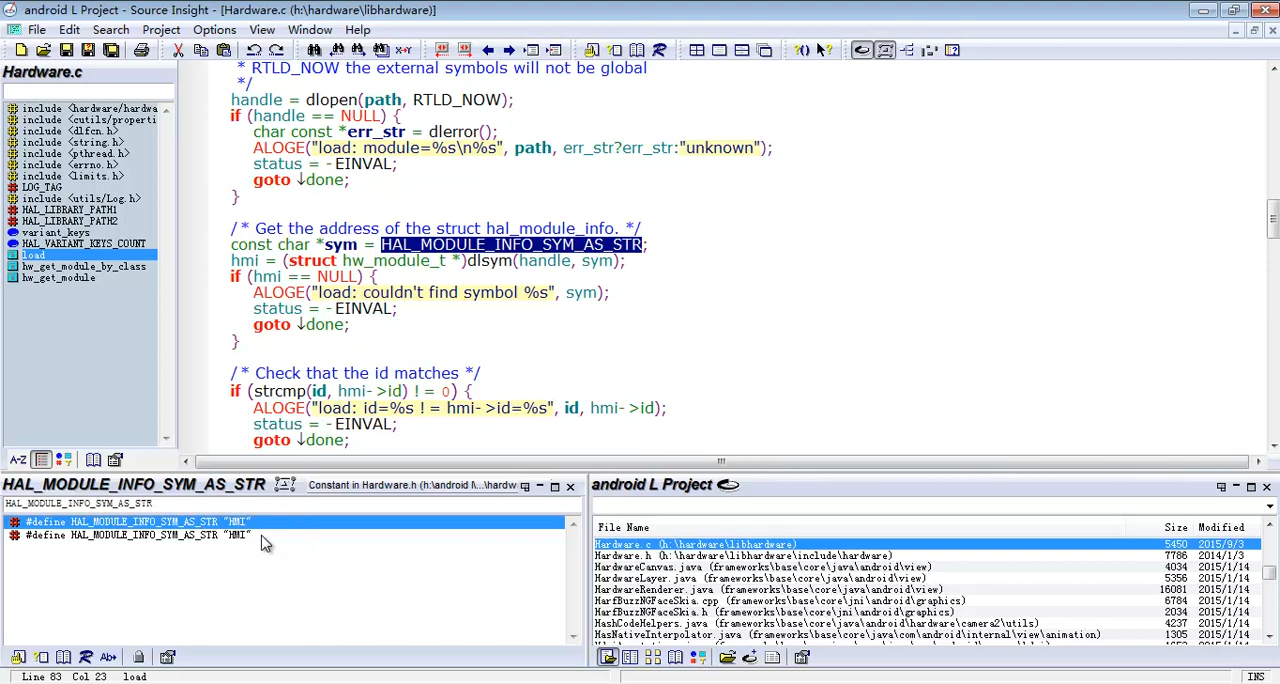 android L Project - Source Insight - [Hardware.c (h:\hardware\libhardware)]
File Edit Search Project Options View Window Help
Hardware.c
include <hardware/hardwa
include <cutils/properti
include <dlfcn.h>
include <string.h>
include <pthread.h>
include <errno.h>
include <limits.h>
LOG_TAG
include <utils/Log.h>
HAL_LIBRARY_PATH1
HAL_LIBRARY_PATH2
variant_keys
HAL_VARIANT_KEYS_COUNT
load
hw_get_module_by_class
hw_get_module
A-Z
* RTLD_NOW the external symbols will not be global
*/
handle = dlopen(path, RTLD_NOW);
if (handle == NULL) {
char const *err_str = dlerror();
ALOGE("load: module=%s\n%s", path, err_str?err_str:"unknown");
status = -EINVAL;
goto ↓done;
}
/* Get the address of the struct hal_module_info. */
const char *sym = HAL_MODULE_INFO_SYM_AS_STR;
hmi = (struct hw_module_t *)dlsym(handle, sym);
if (hmi == NULL) {
ALOGE("load: couldn't find symbol %s", sym);
status = -EINVAL;
goto ↓done;
}
/* Check that the id matches */
if (strcmp(id, hmi->id) != 0) {
ALOGE("load: id=%s != hmi->id=%s", id, hmi->id);
status = -EINVAL;
goto ↓done;
HAL_MODULE_INFO_SYM_AS_STR Constant in Hardware.h (h:\android\l...\hardw
HAL_MODULE_INFO_SYM_AS_STR
#define HAL_MODULE_INFO_SYM_AS_STR "HMI"
#define HAL_MODULE_INFO_SYM_AS_STR "HMI"
android L Project
File Name Size Modified
Hardware.c (h:\hardware\libhardware) 5450 2015/9/3
Hardware.h (h:\hardware\libhardware\include\hardware) 7786 2014/1/3
HardwareCanvas.java (frameworks\base\core\java\android\view) 4034 2015/1/14
HardwareLayer.java (frameworks\base\core\java\android\view) 5356 2015/1/14
HardwareRenderer.java (frameworks\base\core\java\android\view) 16081 2015/1/14
HarfBuzzNGFaceSkia.cpp (frameworks\base\core\jni\android\graphics) 6784 2015/1/14
HarfBuzzNGFaceSkia.h (frameworks\base\core\jni\android\graphics) 2034 2015/1/14
HashCodeHelpers.java (frameworks\base\core\java\android\hardware\camera2\utils) 4237 2015/1/14
HasNativeInterpolator.java (frameworks\base\core\java\com\android\internal\view\animation) 1305 2015/1/14
Line 83 Col 23 load
INS